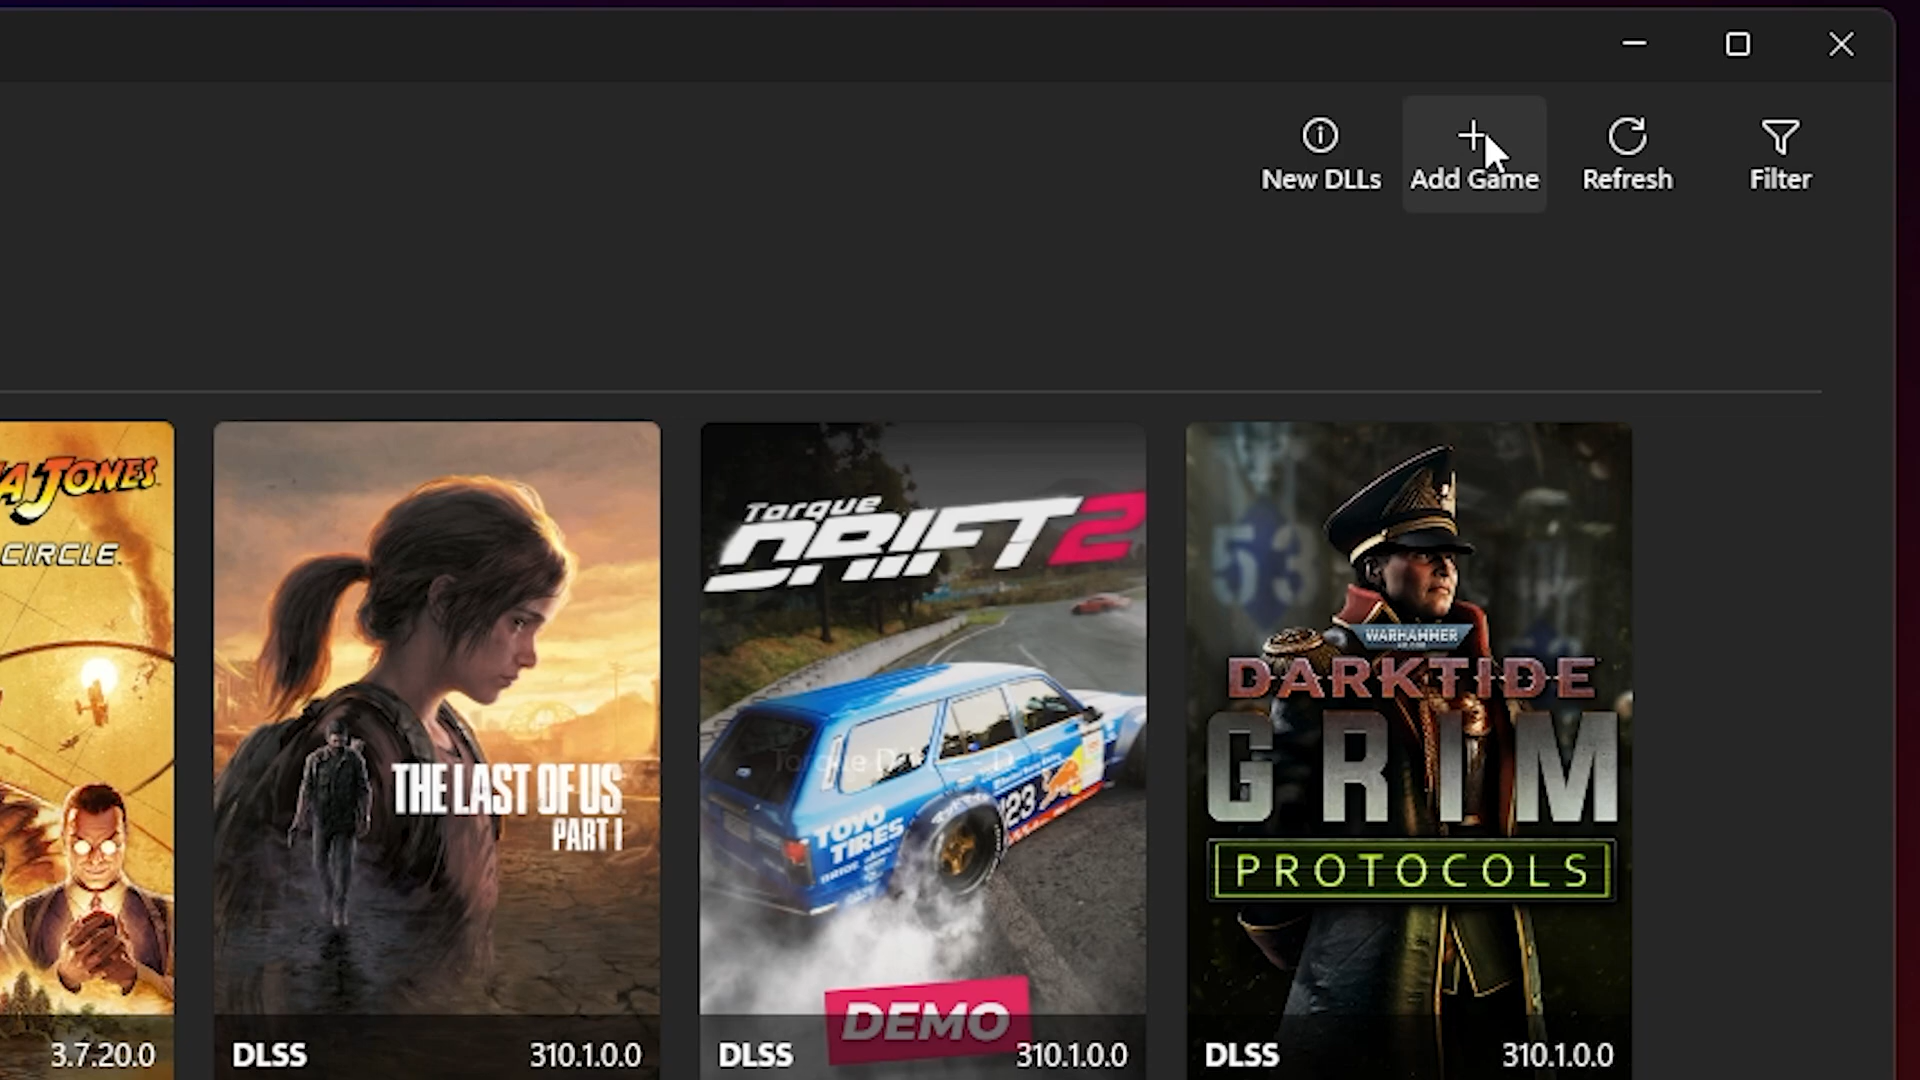 New DLLs
Add Game
Refresh
Filter
A JONES
CIRCLE
3.7.20.0
THE LAST OF US
PART I
DLSS
310.1.0.0
Torque
DRIFT 2
TOYO
TIRES
123
DEMO
DLSS
310.1.0.0
53
WARHAMMER
DARKTIDE
GRIM
PROTOCOLS
DLSS
310.1.0.0